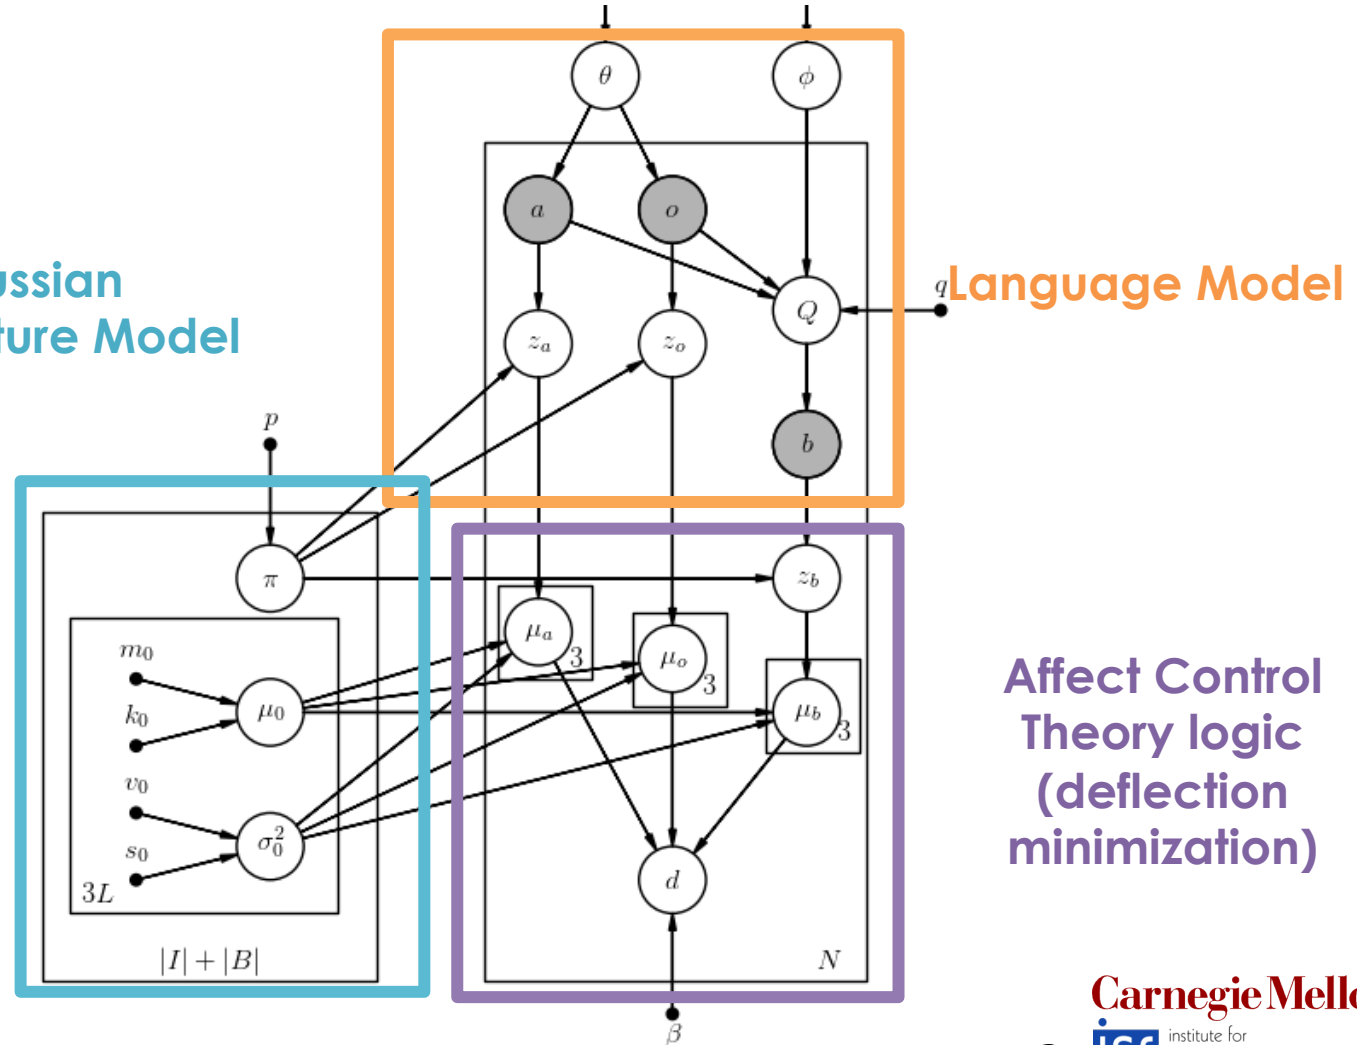 θ
ϕ
a
o
ussian
ture Model
q
Language Model
Q
z_a
z_o
p
b
π
z_b
μ_a
3
μ_o
3
m_0
k_0
μ_0
μ_b
3
Affect Control
Theory logic
(deflection
minimization)
v_0
s_0
σ_0^2
3L
d
|I| + |B|
N
β
Carnegie Mell
institute for